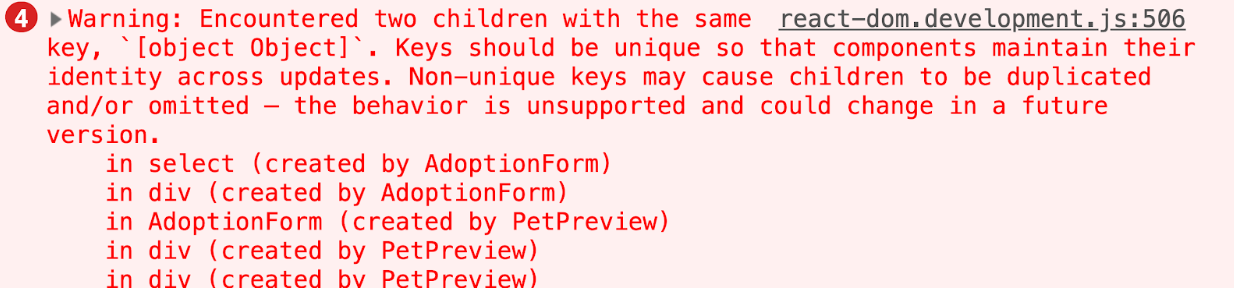 4 ▶Warning: Encountered two children with the same react-dom.development.js:506
key, `[object Object]`. Keys should be unique so that components maintain their
identity across updates. Non-unique keys may cause children to be duplicated
and/or omitted — the behavior is unsupported and could change in a future
version.
in select (created by AdoptionForm)
in div (created by AdoptionForm)
in AdoptionForm (created by PetPreview)
in div (created by PetPreview)
in div (created by PetPreview)